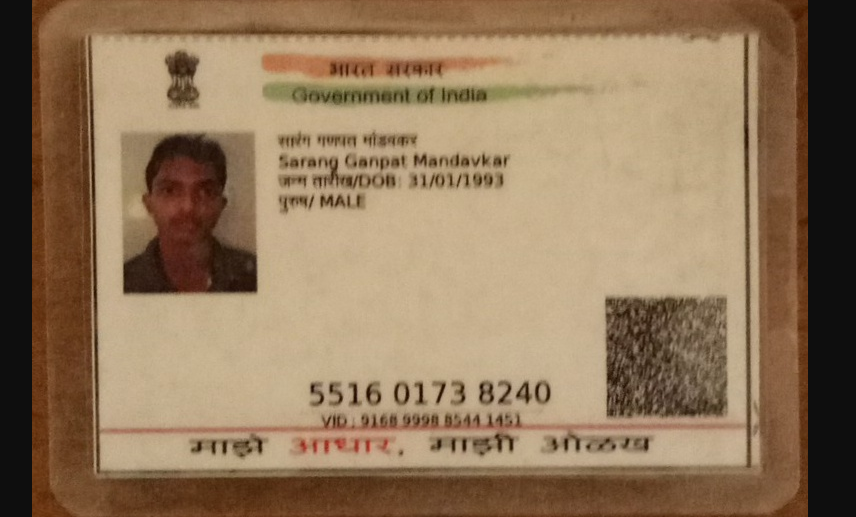 भारत सरकार
Government of India
सारंग गणपत मांडवकर
Sarang Ganpat Mandavkar
जन्म तारीख/DOB: 31/01/1993
पुरुष/ MALE
5516 0173 8240
VID : 9168 9998 8544 1451
माझे आधार, माझी ओळख